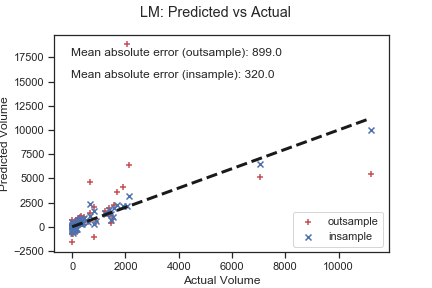 LM: Predicted vs Actual
Mean absolute error (outsample): 899.0
Mean absolute error (insample): 320.0
Predicted Volume
17500
15000
12500
10000
7500
5000
2500
0
−2500
0
2000
4000
6000
8000
10000
Actual Volume
outsample
insample